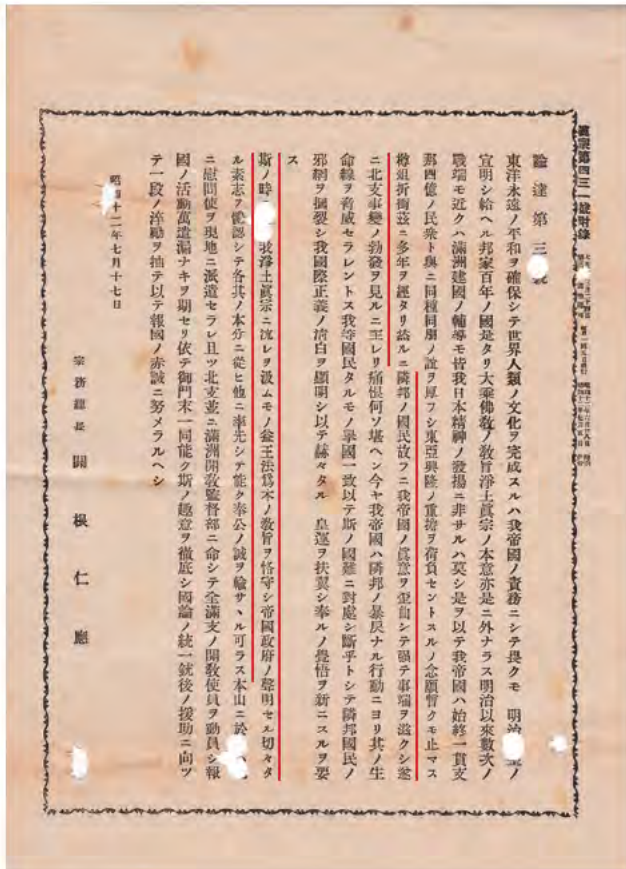 眞宗第四三一號附錄
諭達第三 號
東洋永遠ノ平和ヲ確保シテ世界人類ノ文化ヲ完成スルハ我帝國ノ責務ニシテ畏クモ 明治 ノ
宣明シ給ヘル邦家百年ノ國是タリ大乘佛敎ノ敎旨淨土眞宗ノ本意亦是ニ外ナラス明治以來數次ノ
戰端モ近クハ滿洲建國ノ輔導モ皆我日本精神ノ發揚ニ非サルハ莫シ是ヲ以テ我帝國ハ始終一貫支
那四億ノ民衆ト與ニ同種同朋ノ誼ヲ厚フシ東亞興隆ノ重擔ヲ荷負セントスルノ念願暫クモ止マス
樽俎折衝茲ニ多年ヲ經タリ然ルニ隣邦ノ國民故フニ我帝國ノ眞意ヲ歪曲シテ强テ事端ヲ滋クシ遂
ニ北支事變ノ勃發ヲ見ルニ至レリ痛恨何ソ堪ヘン今ヤ我帝國ハ隣邦ノ暴戾ナル行動ニヨリ其ノ生
命線ヲ脅威セラレントス我等國民タルモノ擧國一致以テ斯ノ國難ニ對處シ斷乎トシテ隣邦國民ノ
邪網ヲ摑裂シ我國際正義ノ淸白ヲ顯開シ以テ赫々タル 皇運ヲ扶翼シ奉ルノ覺悟ヲ新ニスルヲ要
ス
斯ノ時 我淨土眞宗ニ流レヲ汲ムモノ益王法爲本ノ敎旨ヲ恪守シ帝國政府ノ聲明セル切々タ
ル素志ヲ體認シテ各其ノ本分ニ從ヒ他ニ率先シテ能ク奉公ノ誠ヲ輸サヽル可ラス本山ニ於
ニ慰問使ヲ現地ニ派遣セラレ且ツ北支並ニ滿洲開敎監督部ニ命シテ全滿支ノ開敎使員ヲ動員シ報
國ノ活動萬遺漏ナキヲ期セリ依テ御門末一同能ク斯ノ趣意ヲ徹底シ國論ノ統一銃後ノ援助ニ向ツ
テ一段ノ淬勵ヲ抽テ以テ報國ノ赤誠ニ努メラルヘシ
昭和十二年七月十七日
宗務總長 關根仁應